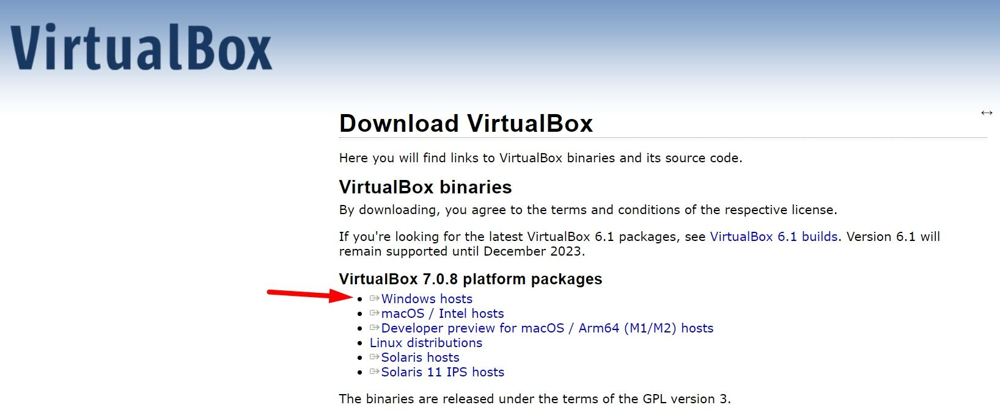 VirtualBox
Download VirtualBox
Here you will find links to VirtualBox binaries and its source code.
VirtualBox binaries
By downloading, you agree to the terms and conditions of the respective license.
If you're looking for the latest VirtualBox 6.1 packages, see VirtualBox 6.1 builds. Version 6.1 will
remain supported until December 2023.
VirtualBox 7.0.8 platform packages
Windows hosts
macOS / Intel hosts
Developer preview for macOS / Arm64 (M1/M2) hosts
Linux distributions
Solaris hosts
Solaris 11 IPS hosts
The binaries are released under the terms of the GPL version 3.